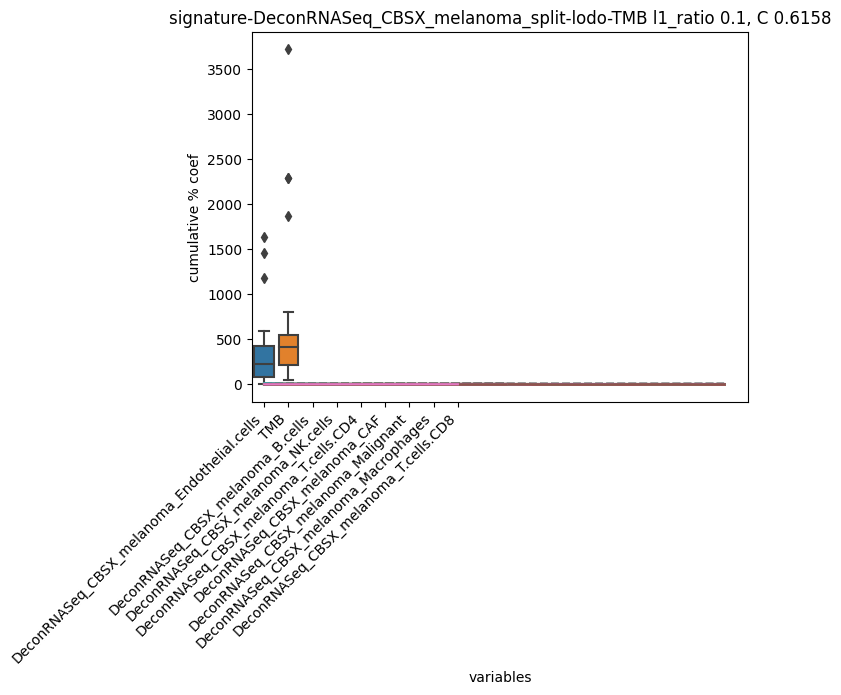 signature-DeconRNASeq_CBSX_melanoma_split-lodo-TMB l1_ratio 0.1, C 0.6158
cumulative % coef
3500
3000
2500
2000
1500
1000
500
0
DeconRNASeq_CBSX_melanoma_Endothelial.cells
TMB
DeconRNASeq_CBSX_melanoma_B.cells
DeconRNASeq_CBSX_melanoma_NK.cells
DeconRNASeq_CBSX_melanoma_T.cells.CD4
DeconRNASeq_CBSX_melanoma_CAF
DeconRNASeq_CBSX_melanoma_Malignant
DeconRNASeq_CBSX_melanoma_Macrophages
DeconRNASeq_CBSX_melanoma_T.cells.CD8
variables